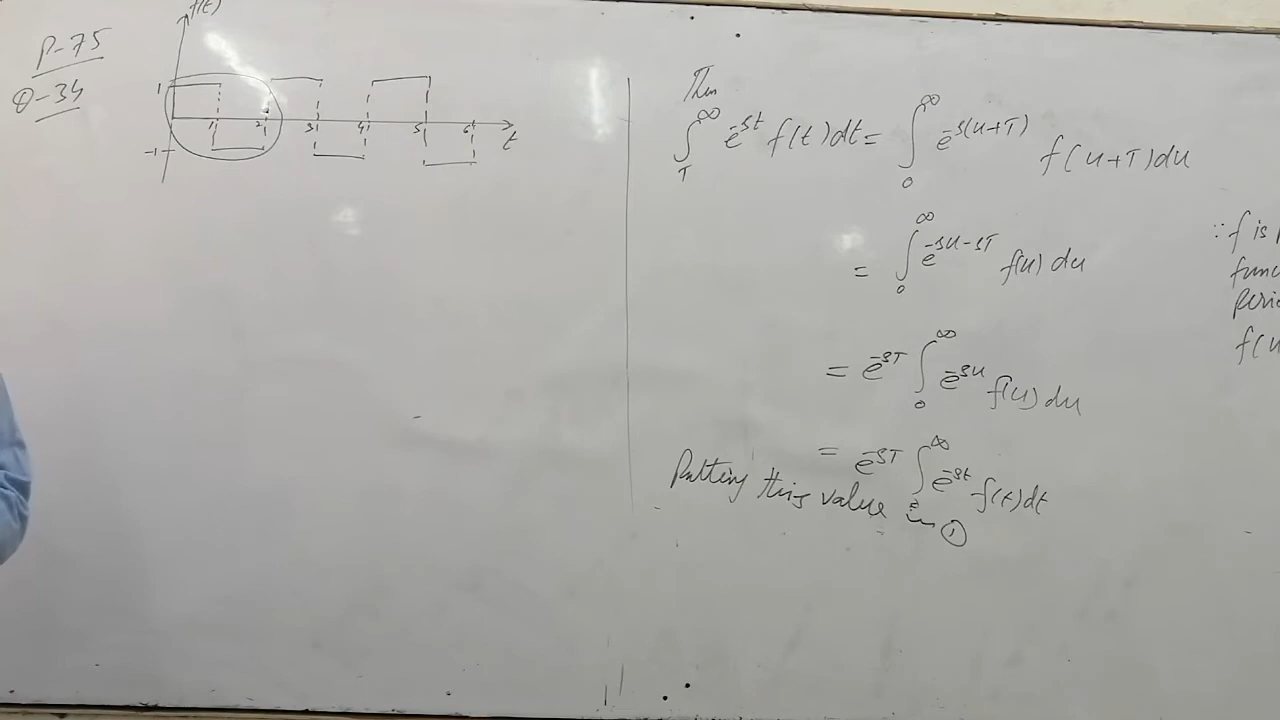 P-75
Q-34
f(t)
1
-1
1 2 3 4 5 6
t
Then
∫_T^∞ e^{-st} f(t) dt = ∫_0^∞ e^{-s(u+T)} f(u+T) du
= ∫_0^∞ e^{-su-sT} f(u) du
= e^{-sT} ∫_0^∞ e^{-su} f(u) du
= e^{-sT} ∫_0^∞ e^{-st} f(t) dt
Putting this value in ①
∵ f is
func
peri
f(u